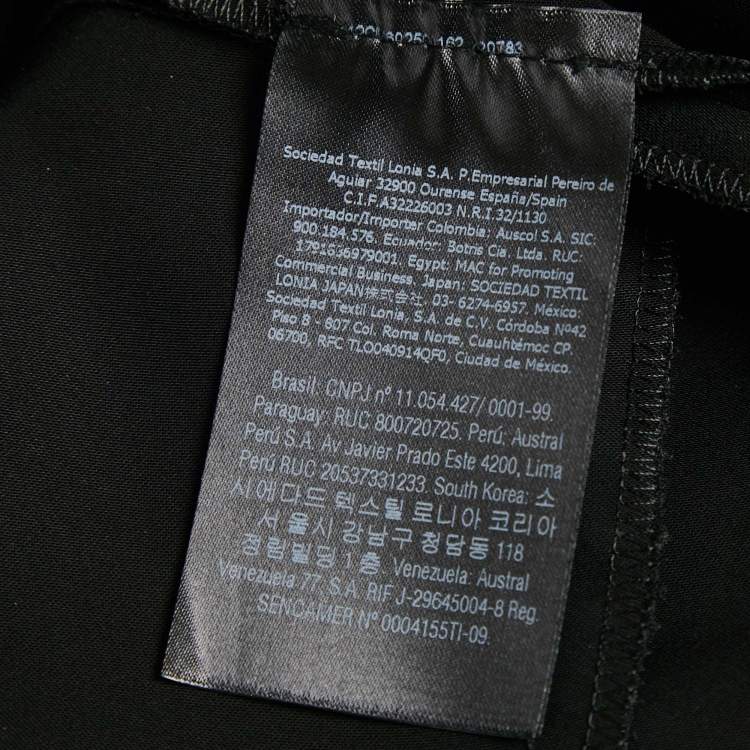 Sociedad Textil Lonia S.A. P.Empresarial Pereiro de
Aguiar 32900 Ourense España/Spain
C.I.F.A32226003 N.R.I.32/1130
Importador/Importer Colombia: Auscol S.A. SIC.
900.184.576. Ecuador: Botris Cia. Ltda. RUC:
1791636979001. Egypt: MAC for Promoting
Commercial Business. Japan: SOCIEDAD TEXTIL
LONIA JAPAN株式会社. 03-6274-6957. México:
Sociedad Textil Lonia. S.A. de C.V. Córdoba Nº42
Piso 8 - 807 Col. Roma Norte, Cuauhtémoc CP.
06700, RFC TLO040914QF0, Ciudad de México.
Brasil: CNPJ nº 11.054.427/ 0001-99.
Paraguay: RUC 800720725. Perú: Austral
Perú S.A. Av Javier Prado Este 4200, Lima
Perú RUC 20537331233. South Korea: 소
시에다드 텍스틸 로니아 코리아
서울시 강남구 청담동 118
정림빌딩 1 층 Venezuela: Austral
Venezuela 77, S.A. RIF J-29645004-8 Reg.
SENCAMER Nº 0004155TI-09.